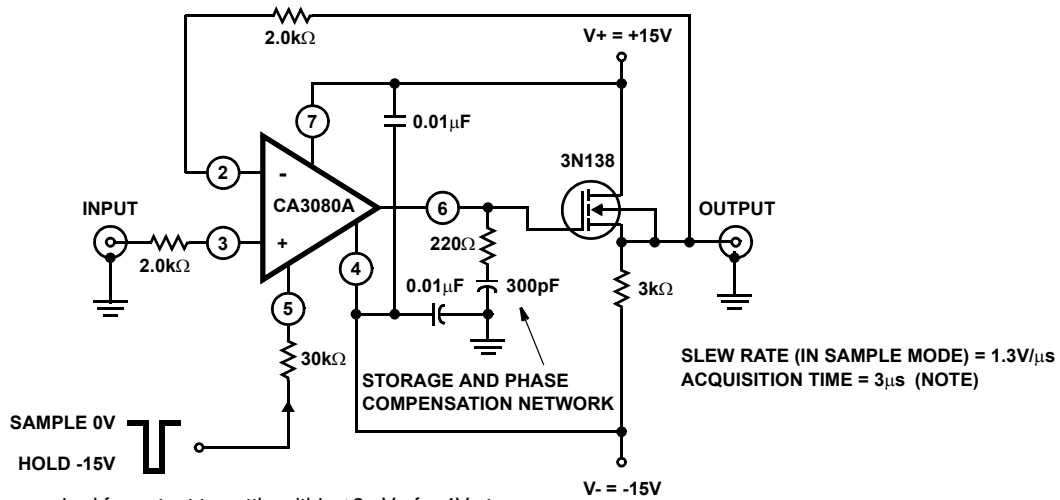 2.0kΩ
V+ = +15V
7
0.01μF
3N138
2
-
CA3080A
6
INPUT
OUTPUT
3
+
220Ω
2.0kΩ
4
0.01μF
300pF
3kΩ
5
30kΩ
SLEW RATE (IN SAMPLE MODE) = 1.3V/μs
ACQUISITION TIME = 3μs (NOTE)
STORAGE AND PHASE
COMPENSATION NETWORK
SAMPLE 0V
HOLD -15V
V- = -15V